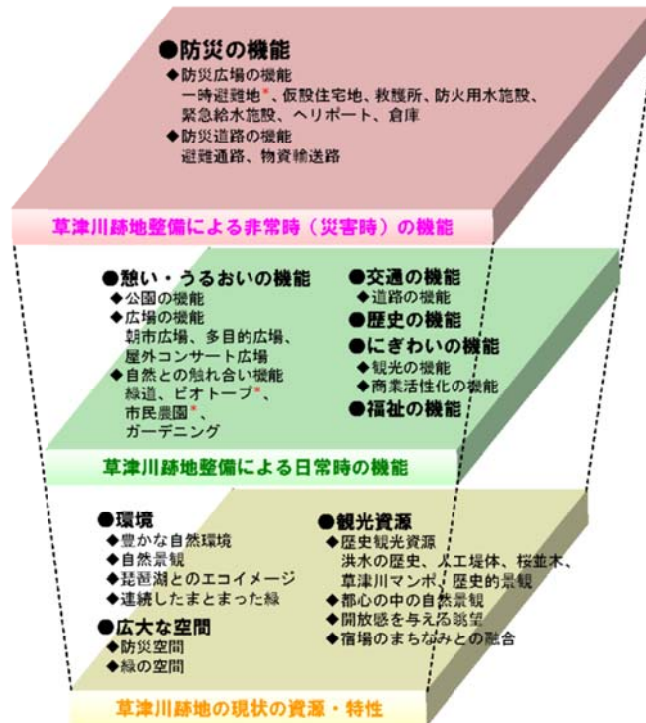 ●防災の機能
◆防災広場の機能
一時避難地*、仮設住宅地、救護所、防火用水施設、
緊急給水施設、ヘリポート、倉庫
◆防災道路の機能
避難通路、物資輸送路
草津川跡地整備による非常時（災害時）の機能
●憩い・うるおいの機能
◆公園の機能
◆広場の機能
朝市広場、多目的広場、
屋外コンサート広場
◆自然との触れ合い機能
緑道、ビオトープ*、
市民農園*、
ガーデニング
●交通の機能
◆道路の機能
●歴史の機能
●にぎわいの機能
◆観光の機能
◆商業活性化の機能
●福祉の機能
草津川跡地整備による日常時の機能
●環境
◆豊かな自然環境
◆自然景観
◆琵琶湖とのエコイメージ
◆連続したまとまった緑
●広大な空間
◆防災空間
◆緑の空間
●観光資源
◆歴史観光資源
洪水の歴史、人工堤体、桜並木、
草津川マンポ、歴史的景観
◆都心の中の自然景観
◆開放感を与える眺望
◆宿場のまちなみとの融合
草津川跡地の現状の資源・特性